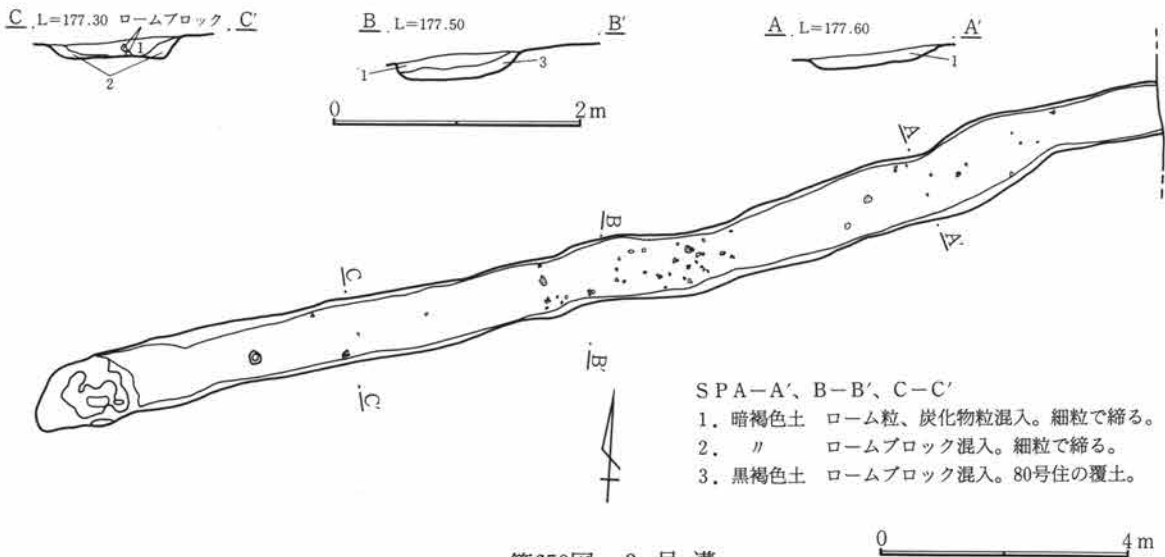 C . L=177.30 ロームブロック . C′
1
2
B . L=177.50 B′
1
3
A . L=177.60 A′
1
0 2m
A
A′
B
B′
C
C′
SPA-A′、B-B′、C-C′
1. 暗褐色土 ローム粒、炭化物粒混入。細粒で締る。
2. 〃 ロームブロック混入。細粒で締る。
3. 黒褐色土 ロームブロック混入。80号住の覆土。
0 4m